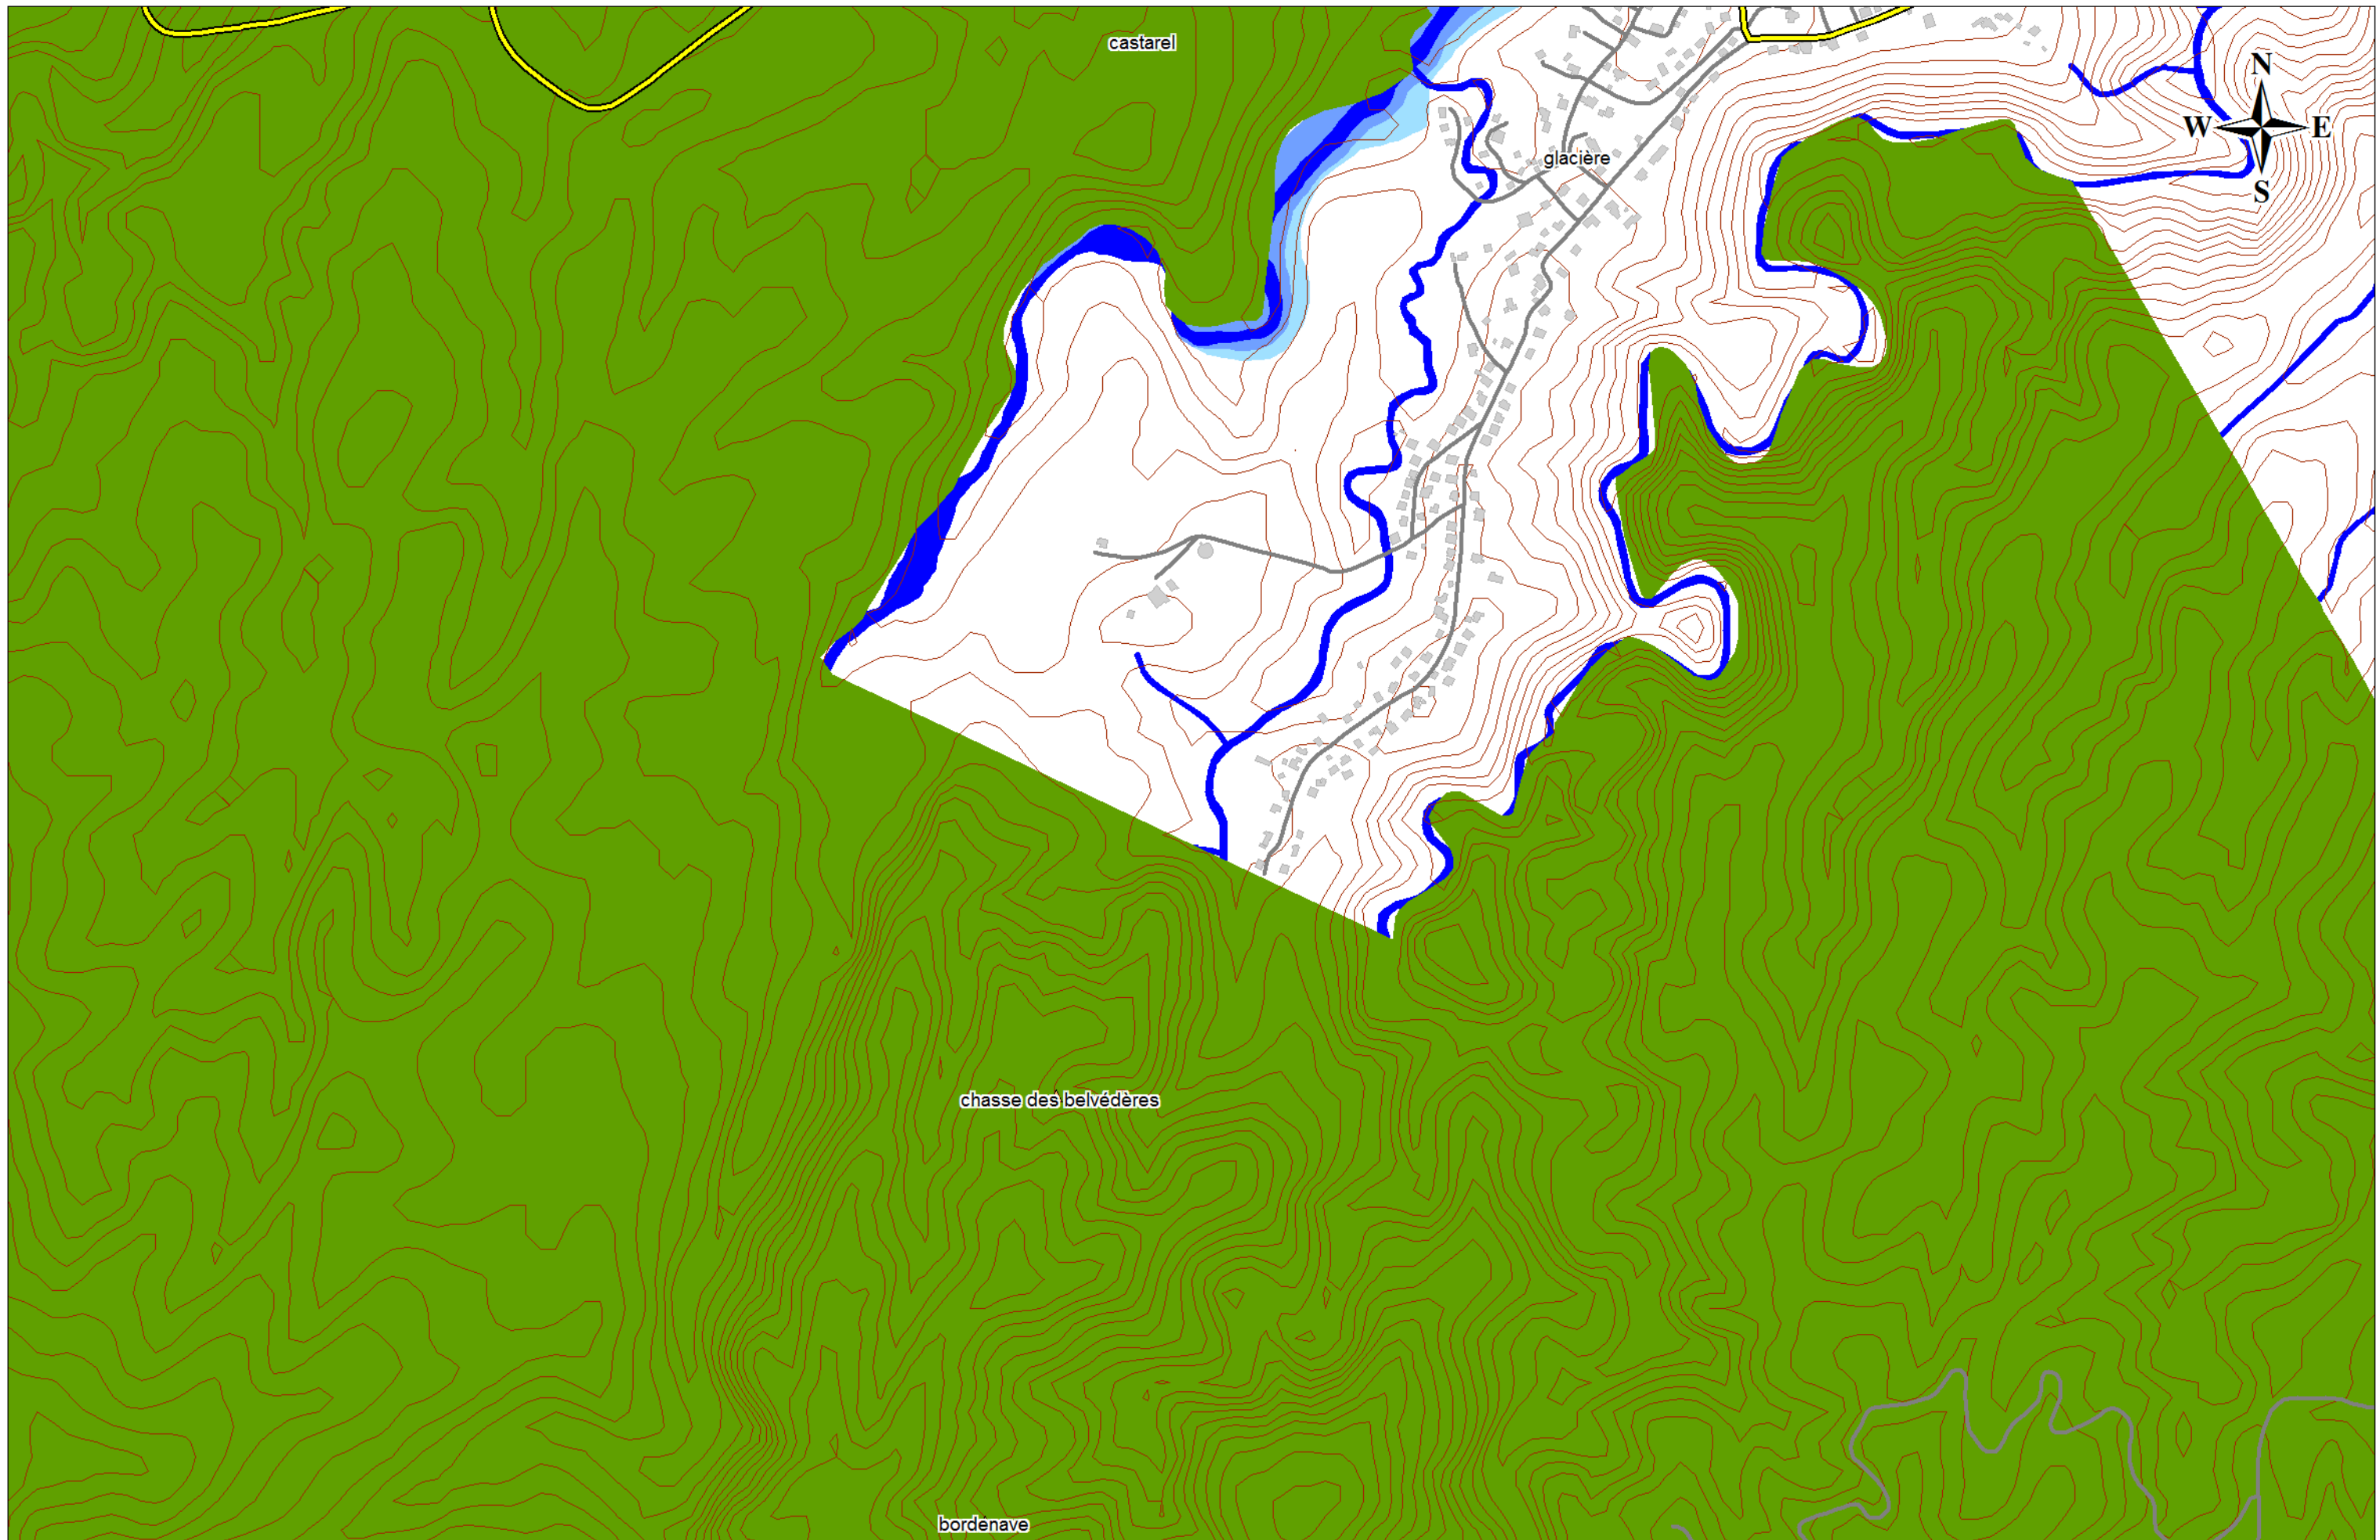 castarel
N
W E
glacière
S
chasse des belvédères
bordenave